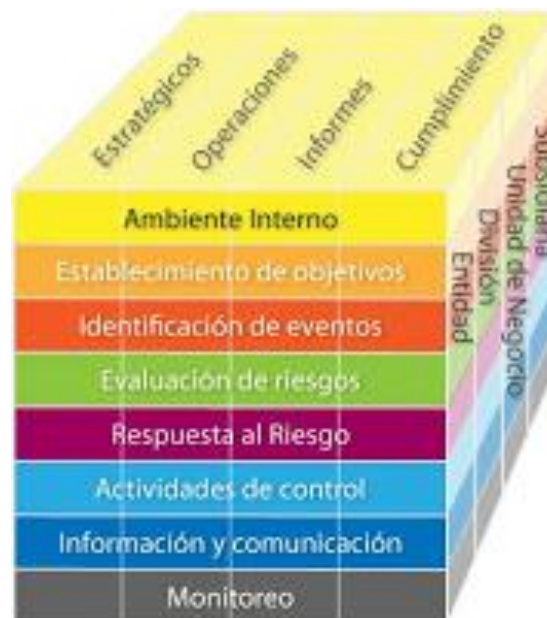 Estratégicos
Operaciones
Informes
Cumplimiento
Ambiente Interno
Establecimiento de objetivos
Identificación de eventos
Evaluación de riesgos
Respuesta al Riesgo
Actividades de control
Información y comunicación
Monitoreo
Entidad
División
Unidad de Negocio